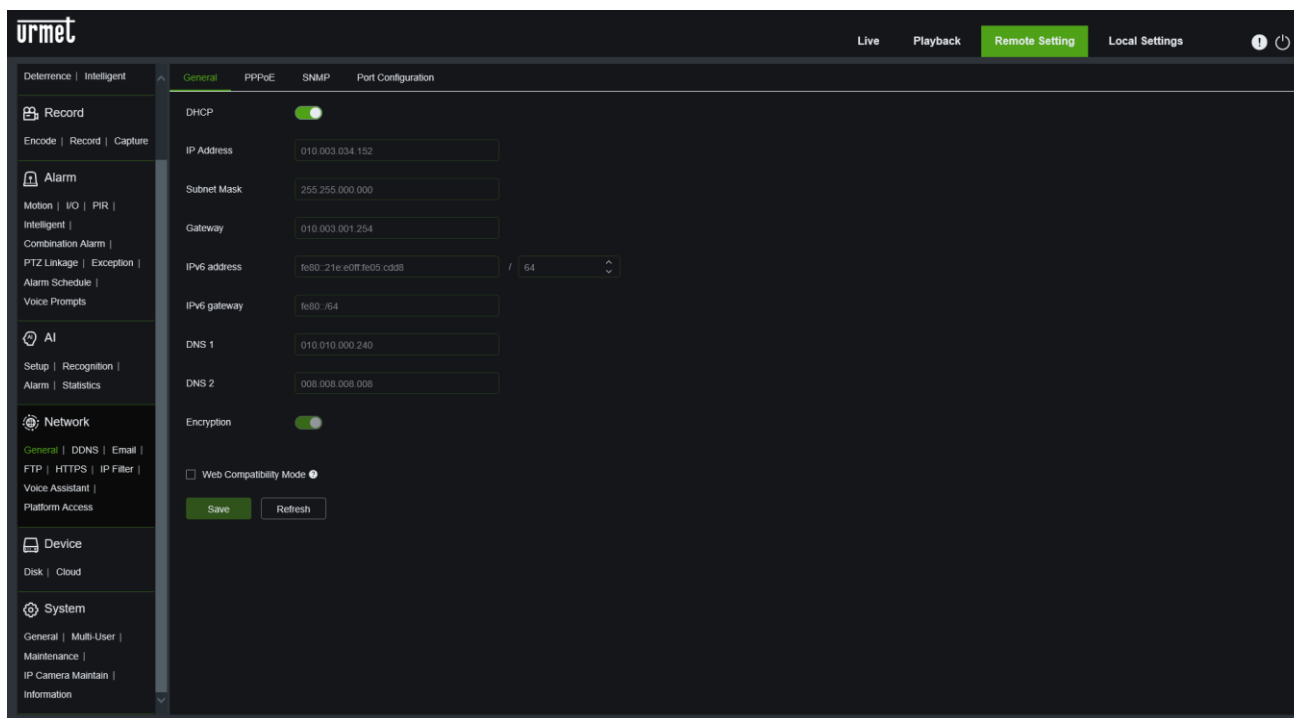 urmet
Live Playback Remote Setting Local Settings
Deterrence | Intelligent
Record
Encode | Record | Capture
Alarm
Motion | I/O | PIR |
Intelligent |
Combination Alarm |
PTZ Linkage | Exception |
Alarm Schedule |
Voice Prompts
AI
Setup | Recognition |
Alarm | Statistics
Network
General | DDNS | Email |
FTP | HTTPS | IP Filter |
Voice Assistant |
Platform Access
Device
Disk | Cloud
System
General | Multi-User |
Maintenance |
IP Camera Maintain |
Information
General PPPoE SNMP Port Configuration
DHCP
IP Address 010.003.034.152
Subnet Mask 255.255.000.000
Gateway 010.003.001.254
IPv6 address fe80::21e:e0ff:fe05:cdd8 / 64
IPv6 gateway fe80::/64
DNS 1 010.010.000.240
DNS 2 008.008.008.008
Encryption
Web Compatibility Mode ?
Save Refresh